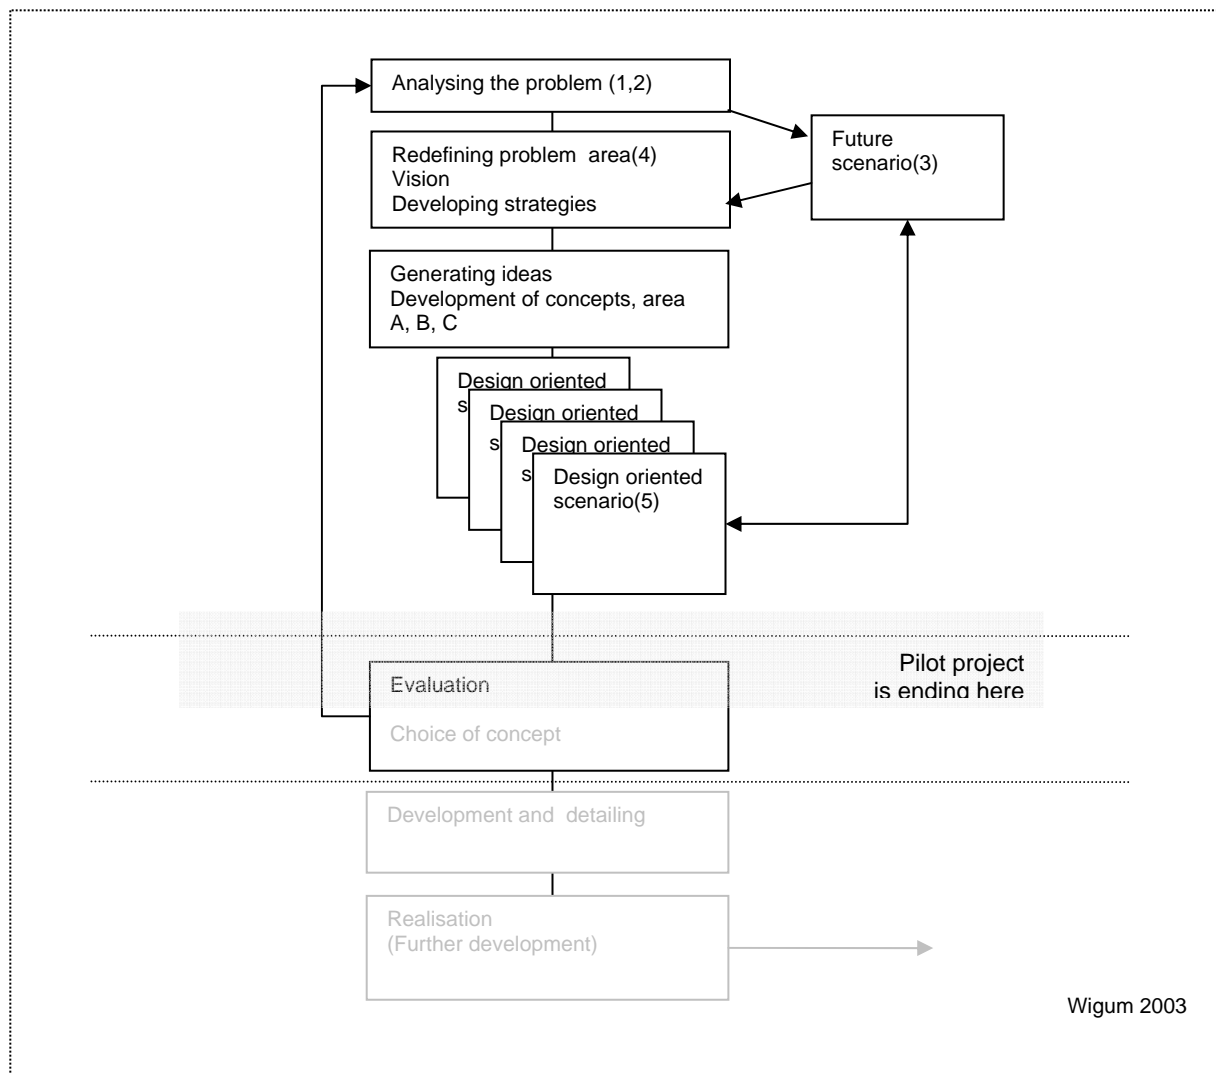 Analysing the problem (1,2)
Future
scenario(3)
Redefining problem  area(4)
Vision
Developing strategies
Generating ideas
Development of concepts, area
A, B, C
Design oriented
s
Design oriented
s
Design oriented
s
Design oriented
scenario(5)
Pilot project
is ending here
Evaluation
Choice of concept
Development and  detailing
Realisation
(Further development)
Wigum 2003